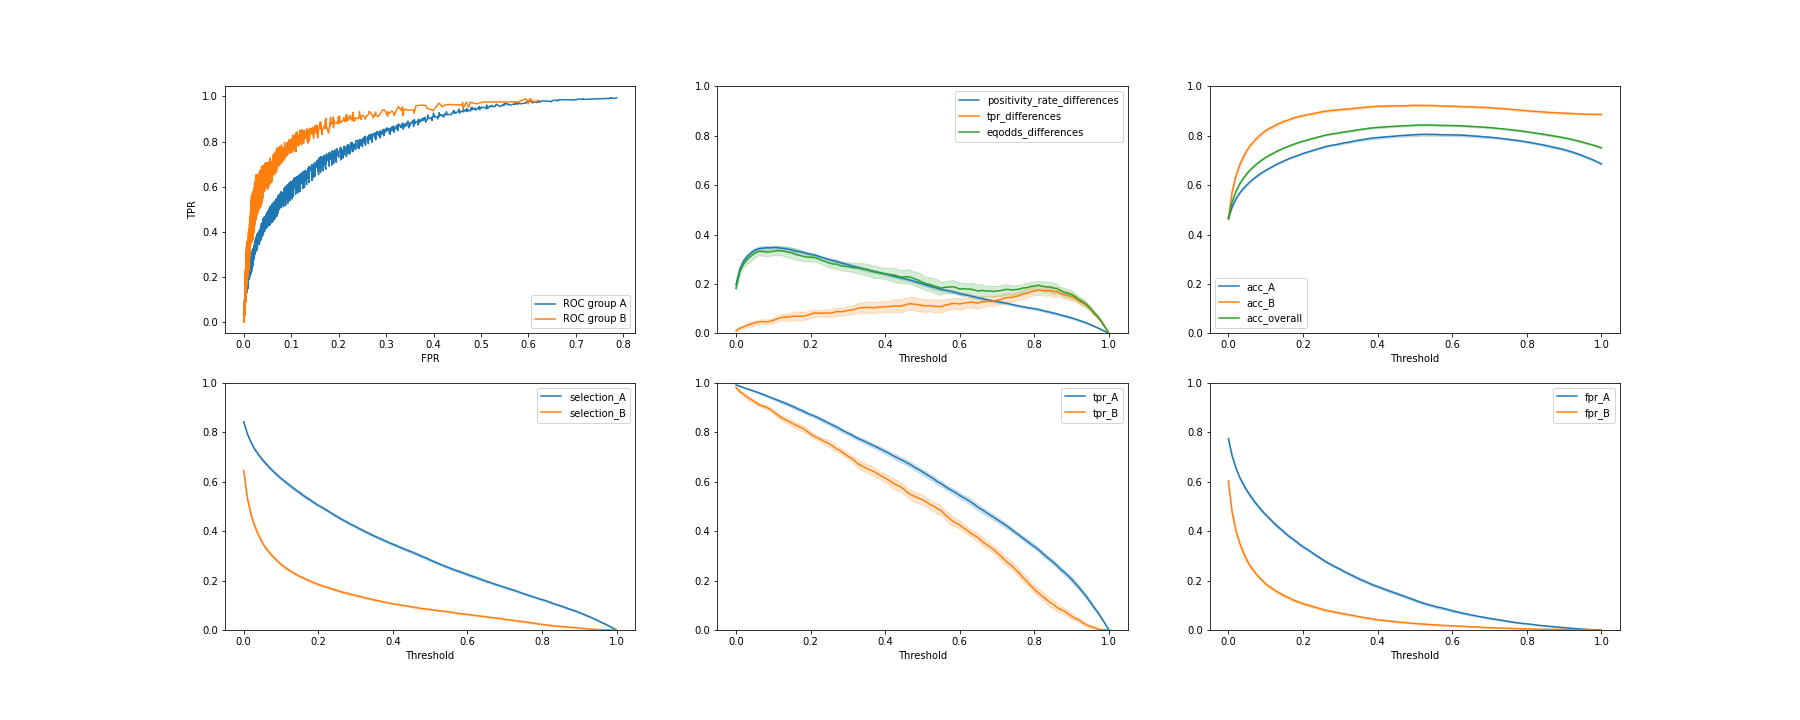 1.0
0.8
0.6
0.4
0.2
0.0
TPR
ROC group A
ROC group B
0.0 0.1 0.2 0.3 0.4 0.5 0.6 0.7 0.8
FPR
1.0
0.8
0.6
0.4
0.2
0.0
positivity_rate_differences
tpr_differences
eqodds_differences
0.0 0.2 0.4 0.6 0.8 1.0
Threshold
1.0
0.8
0.6
0.4
0.2
0.0
acc_A
acc_B
acc_overall
0.0 0.2 0.4 0.6 0.8 1.0
Threshold
1.0
0.8
0.6
0.4
0.2
0.0
selection_A
selection_B
0.0 0.2 0.4 0.6 0.8 1.0
Threshold
1.0
0.8
0.6
0.4
0.2
0.0
tpr_A
tpr_B
0.0 0.2 0.4 0.6 0.8 1.0
Threshold
1.0
0.8
0.6
0.4
0.2
0.0
fpr_A
fpr_B
0.0 0.2 0.4 0.6 0.8 1.0
Threshold